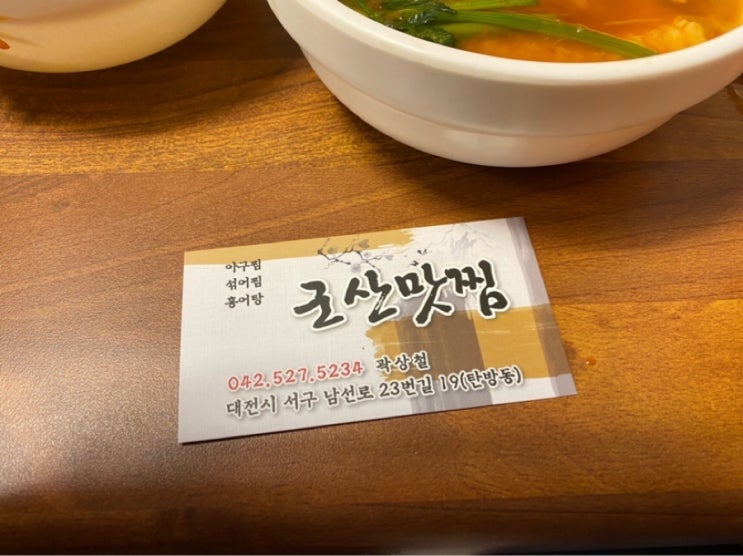 아구찜
섞어찜
홍어탕
군산맛찜
042.527.5234 곽상철
대전시 서구 남선로 23번길 19(탄방동)